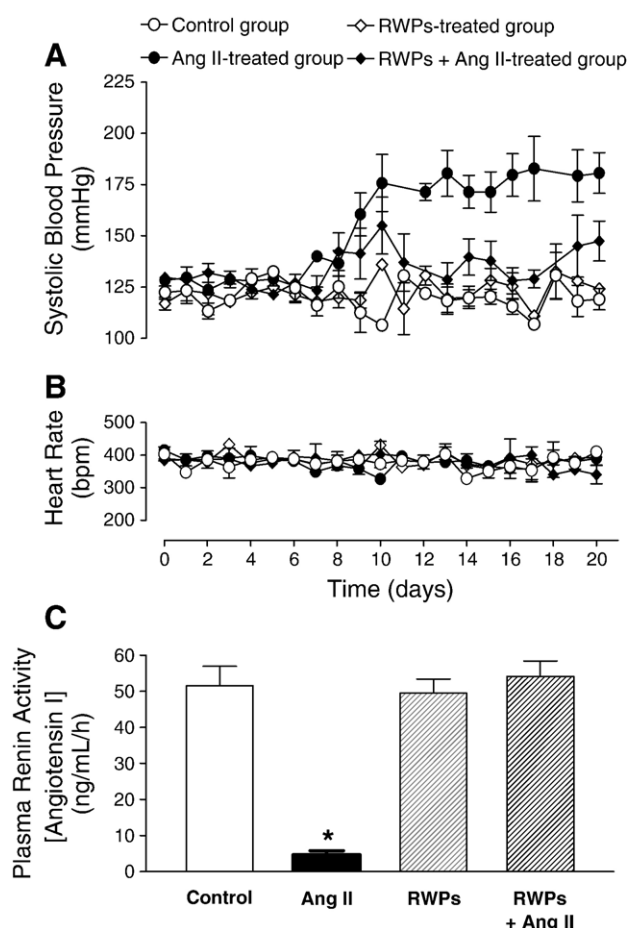 Control group
RWPs-treated group
Ang II-treated group
RWPs + Ang II-treated group
A
Systolic Blood Pressure
(mmHg)
225
200
175
150
125
100
B
Heart Rate
(bpm)
500
400
300
200
0 2 4 6 8 10 12 14 16 18 20
Time (days)
C
Plasma Renin Activity
[Angiotensin I]
(ng/mL/h)
60
50
40
30
20
10
0
*
Control
Ang II
RWPs
RWPs
+ Ang II